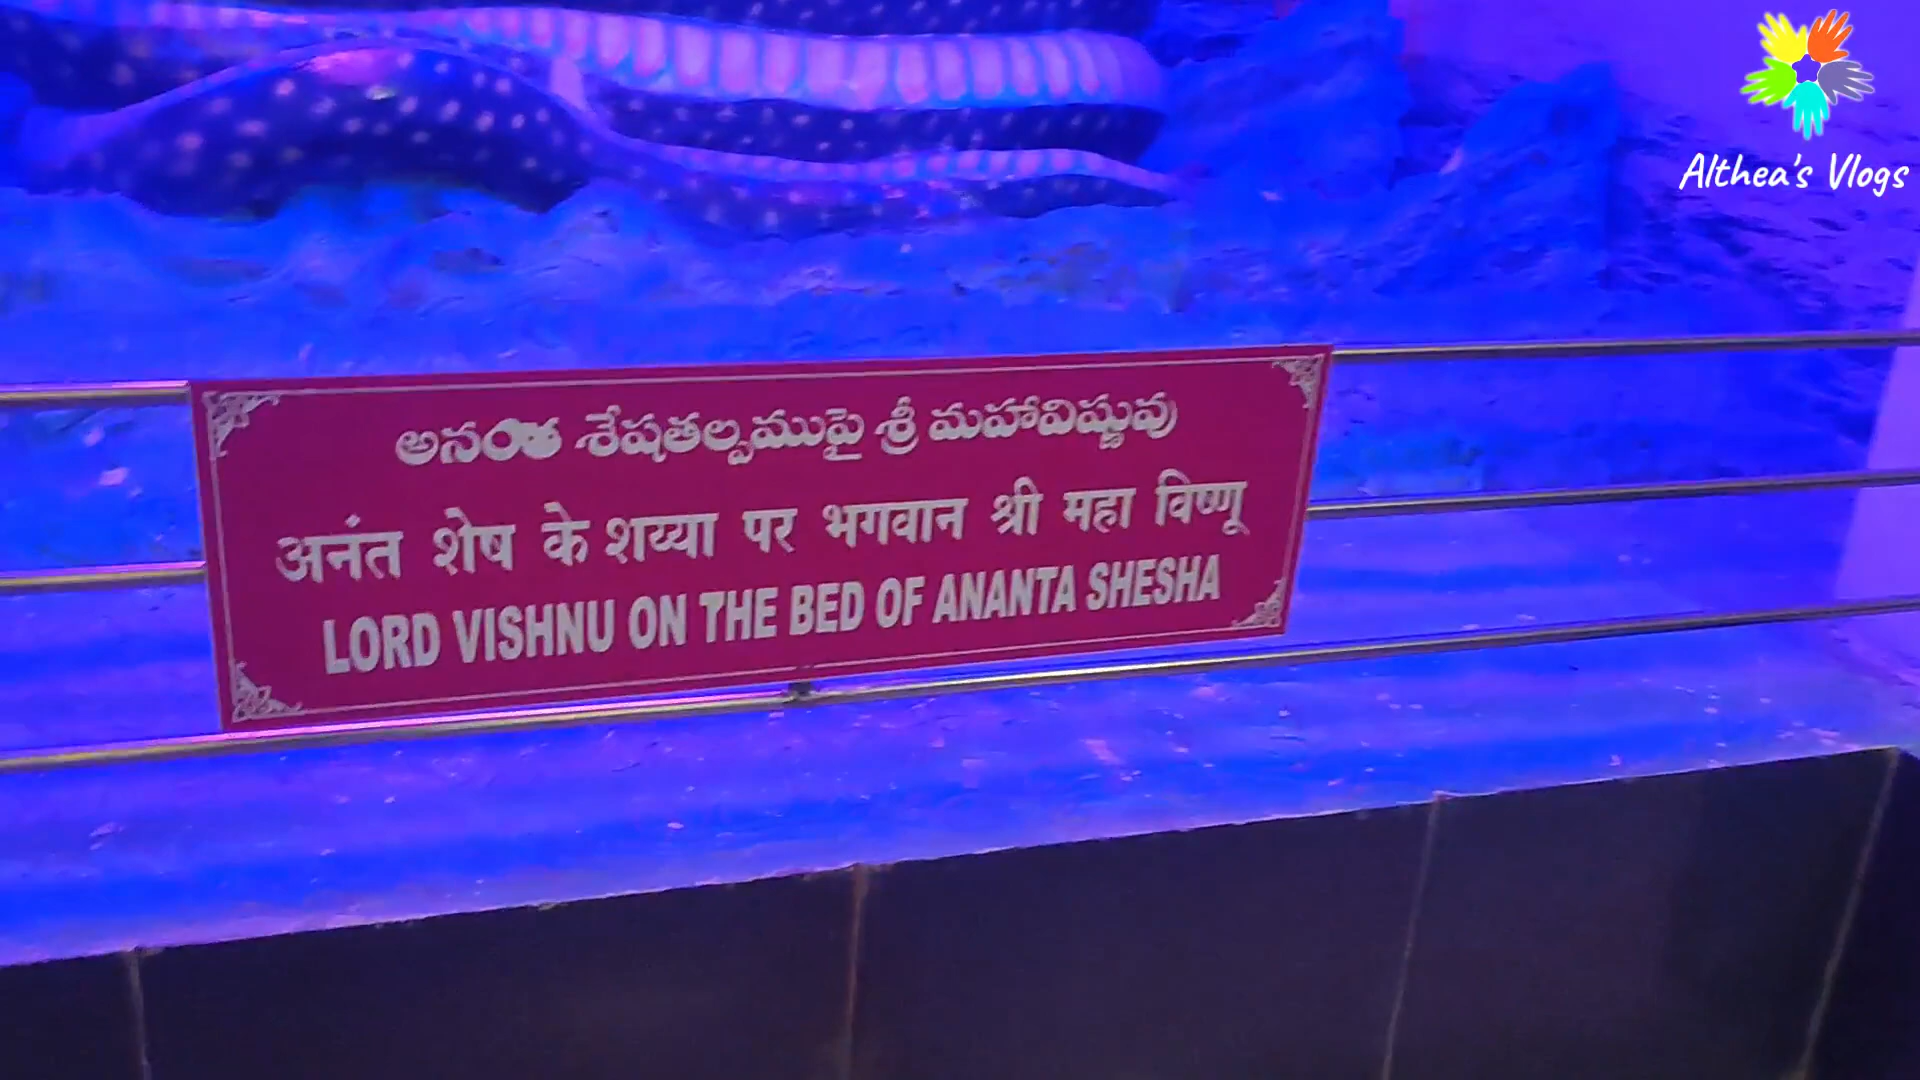 Althea's Vlogs
అనంత శేషతల్పముపై శ్రీ మహావిష్ణువు
अनंत शेष के शय्या पर भगवान श्री महा विष्णू
LORD VISHNU ON THE BED OF ANANTA SHESHA